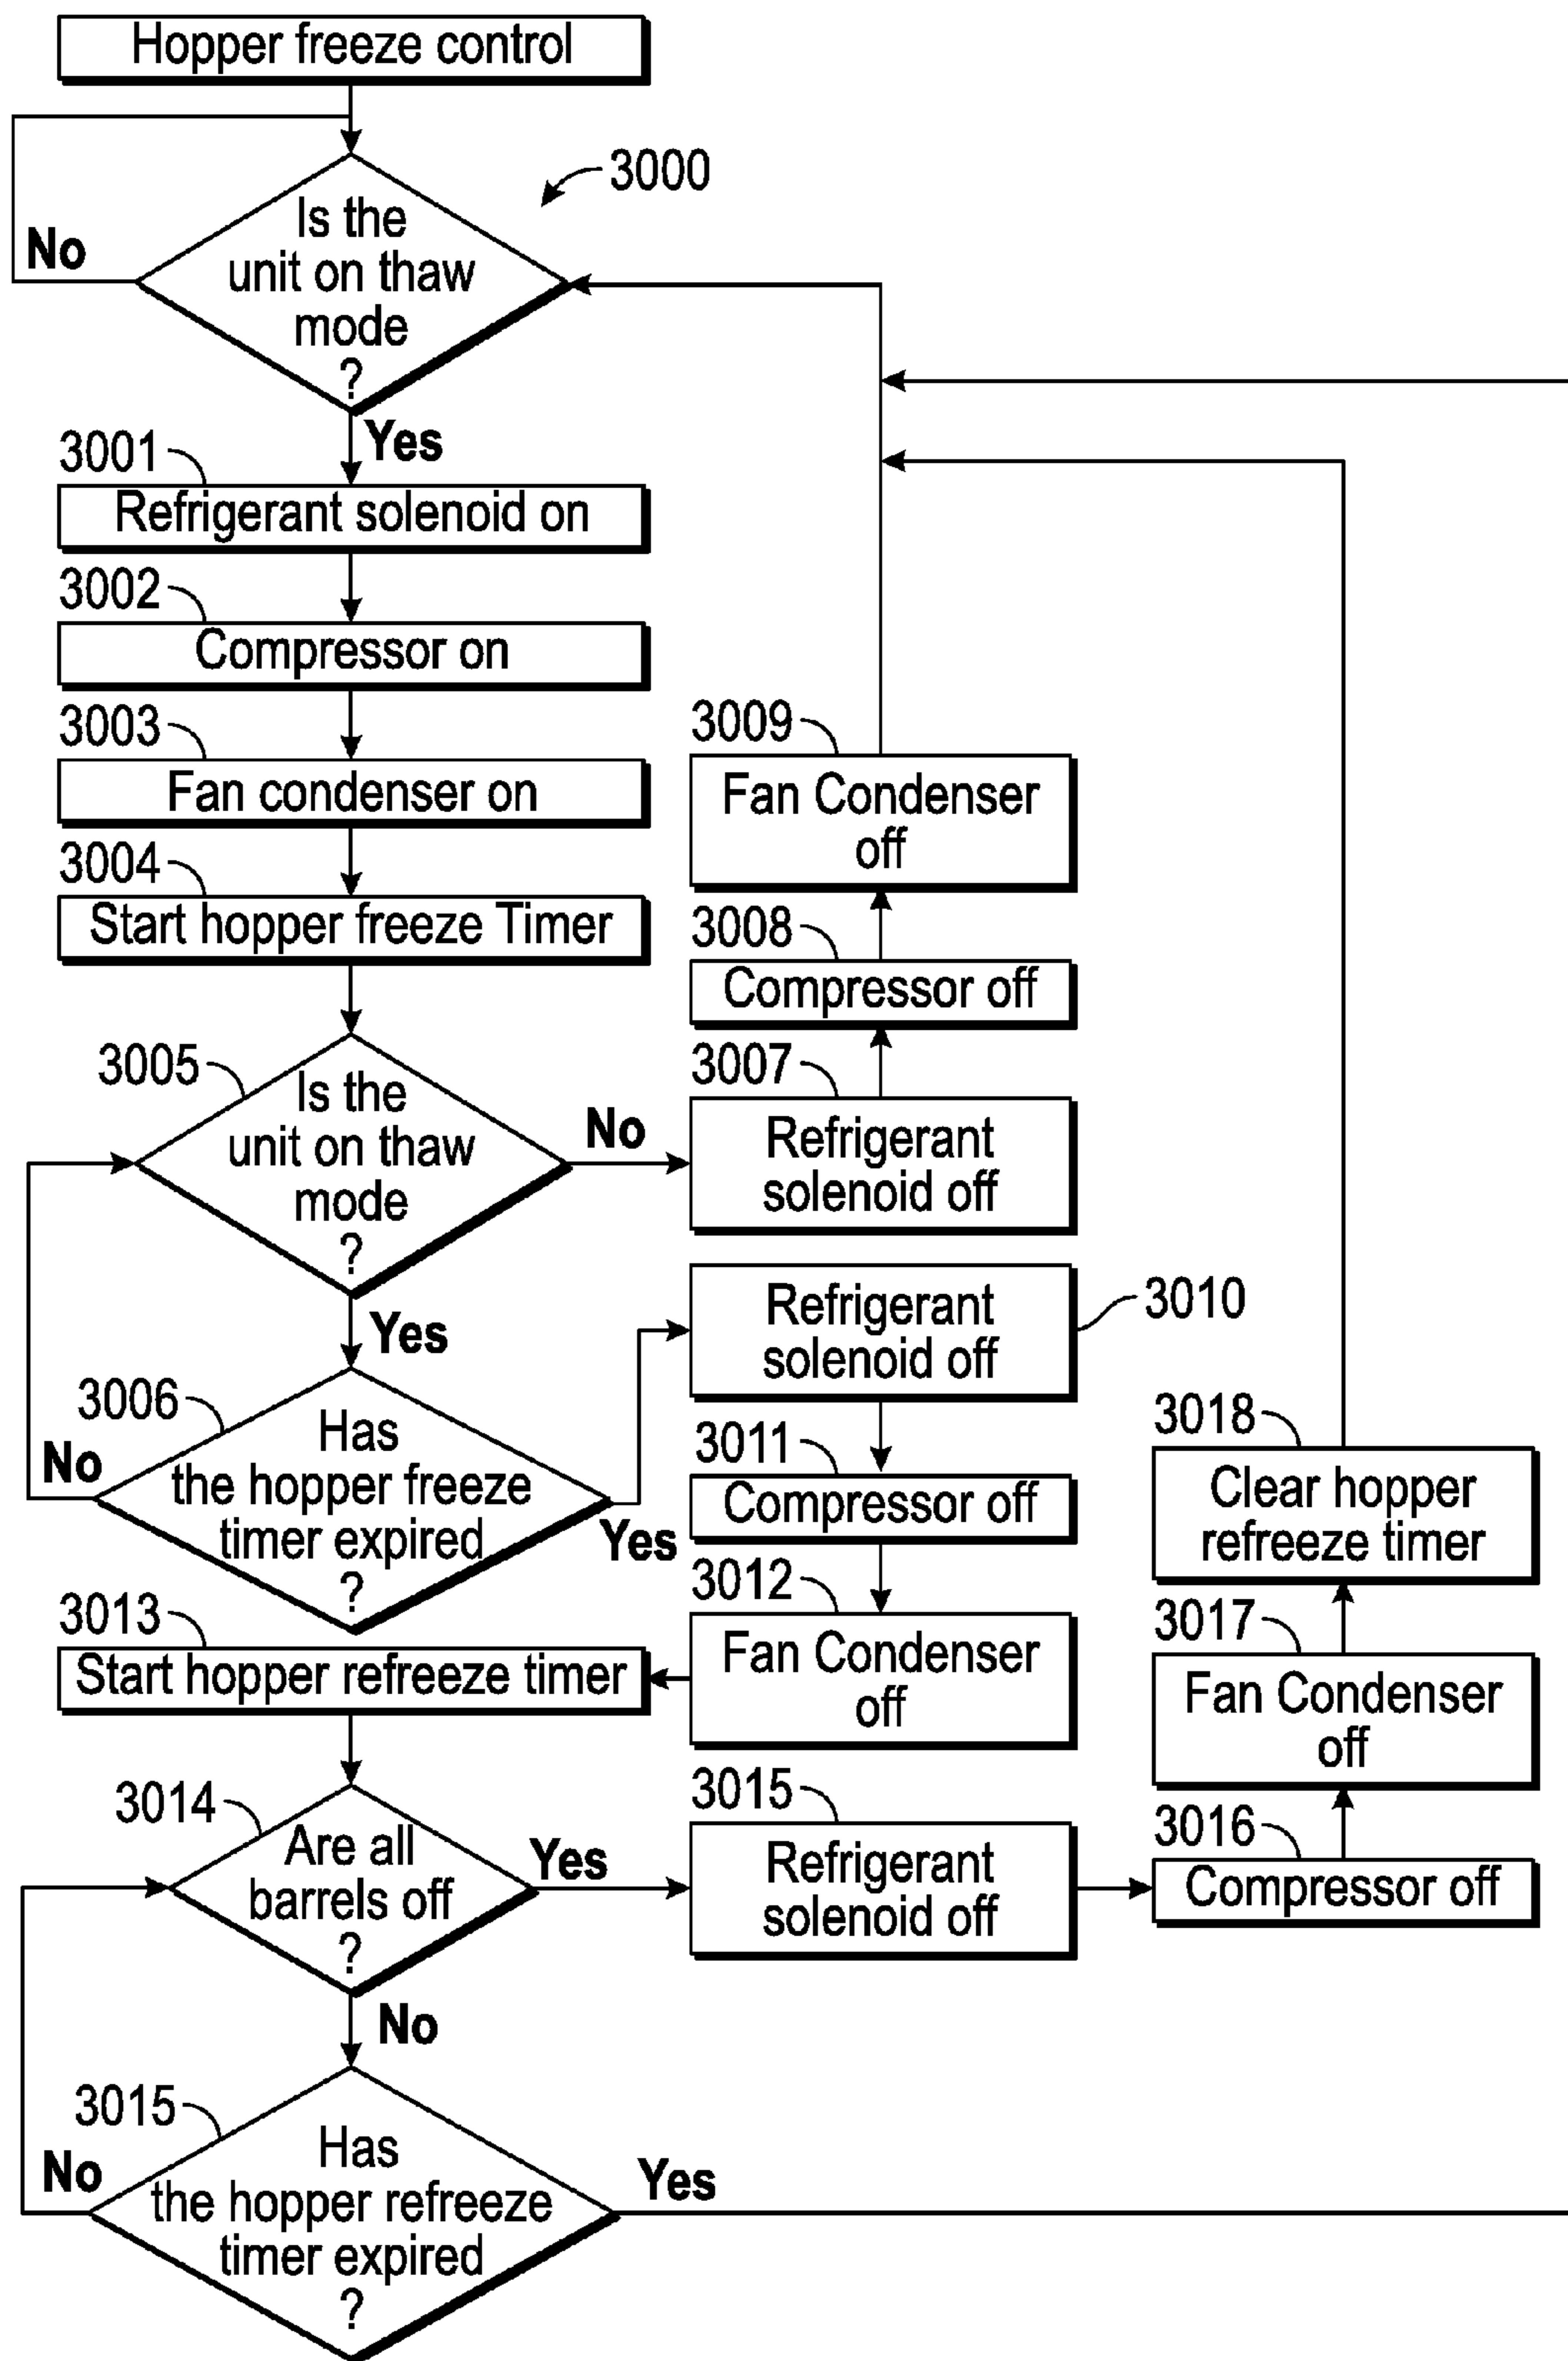 Hopper freeze control
3000
Is the
unit on thaw
mode
?
No
Yes
3001
Refrigerant solenoid on
3002
Compressor on
3003
Fan condenser on
3004
Start hopper freeze Timer
3005
Is the
unit on thaw
mode
?
No
Yes
3009
Fan Condenser
off
3008
Compressor off
3007
Refrigerant
solenoid off
3006
Has
the hopper freeze
timer expired
?
No
Yes
Refrigerant
solenoid off
3010
3011
Compressor off
3012
Fan Condenser
off
3013
Start hopper refreeze timer
3014
Are all
barrels off
?
Yes
No
3015
Refrigerant
solenoid off
3016
Compressor off
3017
Fan Condenser
off
3018
Clear hopper
refreeze timer
3015
Has
the hopper refreeze
timer expired
?
No
Yes